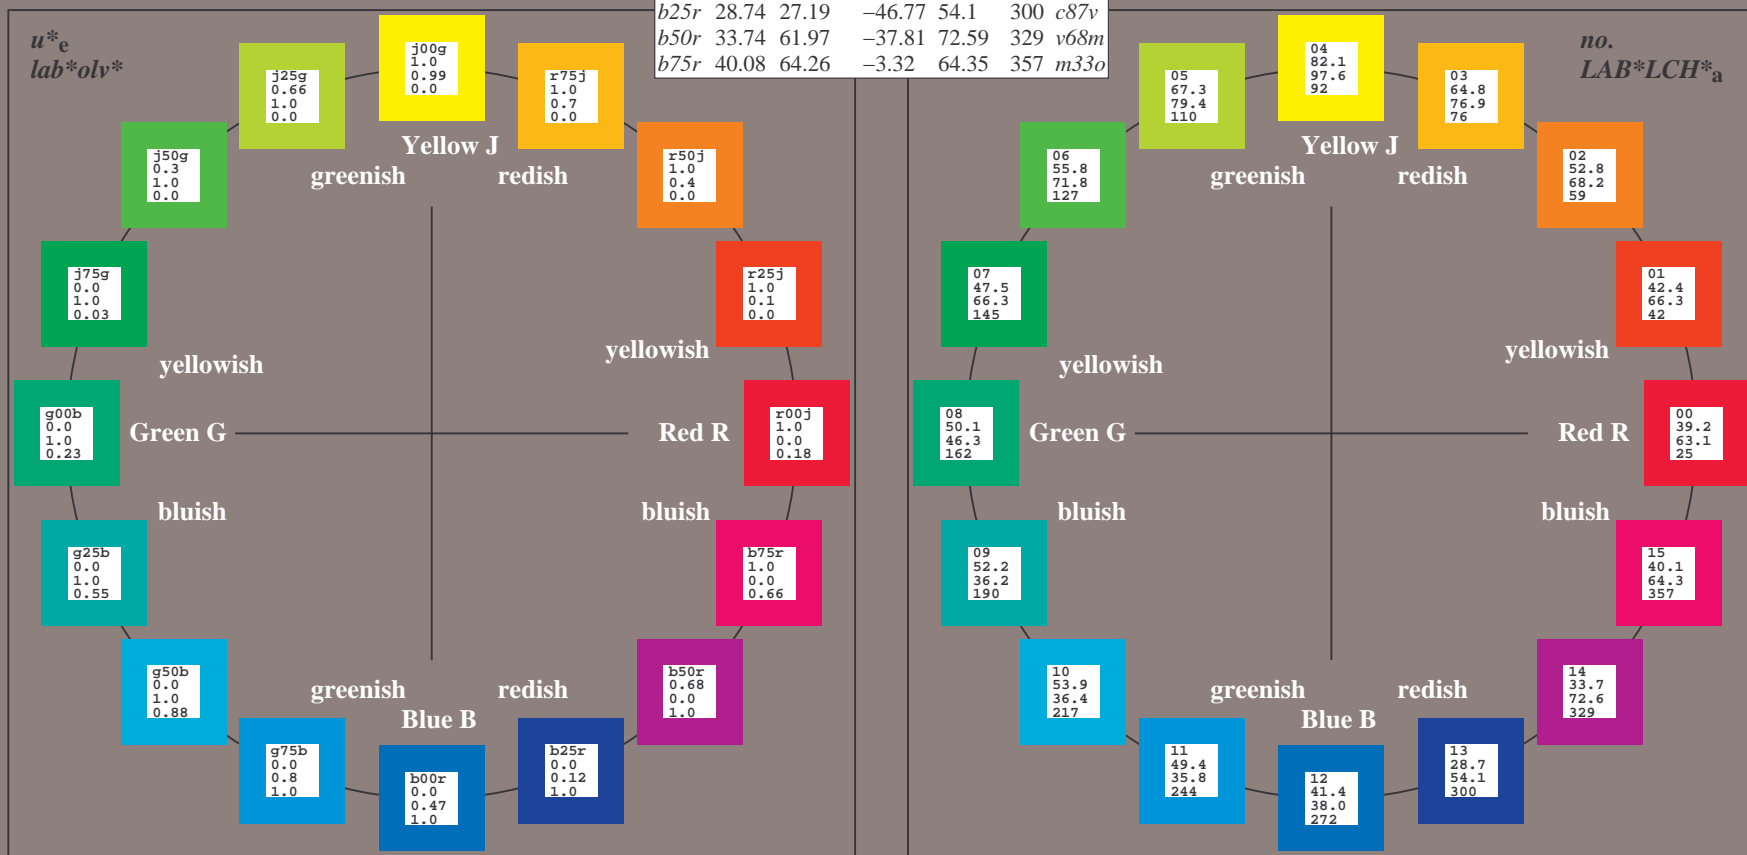 b25r 28.74 27.19 −46.77 54.1 300 c87v
b50r 33.74 61.97 −37.81 72.59 329 v68m
b75r 40.08 64.26 −3.32 64.35 357 m33o
u*e
lab*olv*
j00g
1.0
0.99
0.0
j25g
0.66
1.0
0.0
r75j
1.0
0.7
0.0
j50g
0.3
1.0
0.0
r50j
1.0
0.4
0.0
Yellow J
greenish redish
j75g
0.0
1.0
0.03
r25j
1.0
0.1
0.0
yellowish
yellowish
g00b
0.0
1.0
0.23
Green G
Red R
r00j
1.0
0.0
0.18
bluish
bluish
g25b
0.0
1.0
0.55
b75r
1.0
0.0
0.66
g50b
0.0
1.0
0.88
b50r
0.68
0.0
1.0
greenish redish
Blue B
g75b
0.0
0.8
1.0
b00r
0.0
0.47
1.0
b25r
0.0
0.12
1.0
no.
LAB*LCH*a
04
82.1
97.6
92
05
67.3
79.4
110
03
64.8
76.9
76
06
55.8
71.8
127
02
52.8
68.2
59
Yellow J
greenish redish
07
47.5
66.3
145
01
42.4
66.3
42
yellowish
yellowish
08
50.1
46.3
162
Green G
Red R
00
39.2
63.1
25
bluish
bluish
09
52.2
36.2
190
15
40.1
64.3
357
10
53.9
36.4
217
14
33.7
72.6
329
greenish redish
Blue B
11
49.4
35.8
244
12
41.4
38.0
272
13
28.7
54.1
300